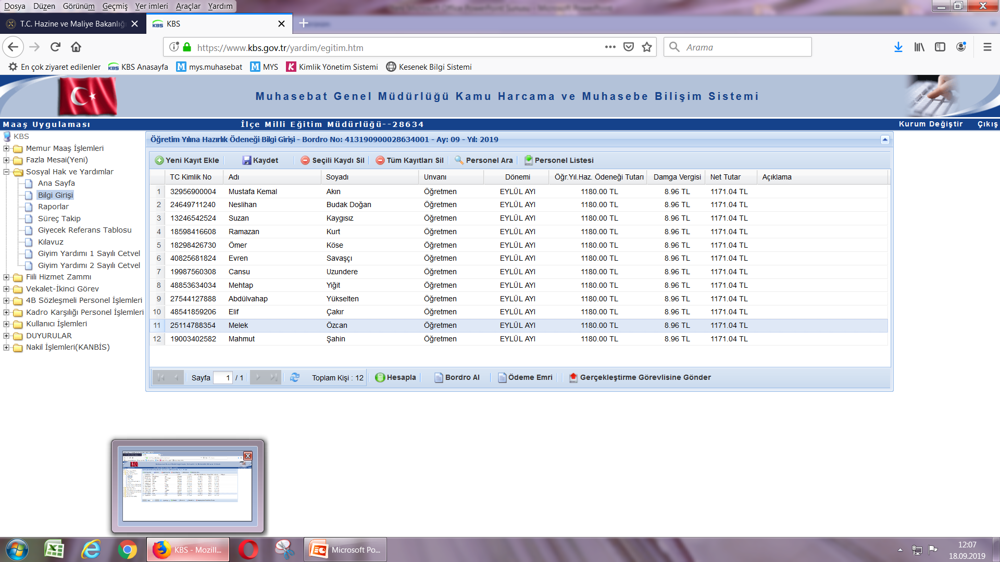 Dosya Düzen Görünüm Geçmiş Yer imleri Araçlar Yardım
T.C. Hazine ve Maliye Bakanlığı
KBS
https://www.kbs.gov.tr/yardim/egitim.htm
Arama
En çok ziyaret edilenler KBS Anasayfa mys.muhasebat MYS Kimlik Yönetim Sistemi Kesenek Bilgi Sistemi
Muhasebat Genel Müdürlüğü Kamu Harcama ve Muhasebe Bilişim Sistemi
Maaş Uygulaması İlçe Milli Eğitim Müdürlüğü--28634 Kurum Değiştir Çıkış
KBS
Memur Maaş İşlemleri
Fazla Mesai(Yeni)
Sosyal Hak ve Yardımlar
Ana Sayfa
Bilgi Girişi
Raporlar
Süreç Takip
Giyecek Referans Tablosu
Kılavuz
Giyim Yardımı 1 Sayılı Cetvel
Giyim Yardımı 2 Sayılı Cetvel
Fiili Hizmet Zammı
Vekalet-İkinci Görev
4B Sözleşmeli Personel İşlemleri
Kadro Karşılığı Personel İşlemleri
Kullanıcı İşlemleri
DUYURULAR
Nakil İşlemleri(KANBİS)
Öğretim Yılına Hazırlık Ödeneği Bilgi Girişi - Bordro No: 413190900028634001 - Ay: 09 - Yıl: 2019
Yeni Kayıt Ekle Kaydet Seçili Kaydı Sil Tüm Kayıtları Sil Personel Ara Personel Listesi
TC Kimlik No Adı Soyadı Unvanı Dönemi Öğr.Yıl.Haz. Ödeneği Tutarı Damga Vergisi Net Tutar Açıklama
1 32956900004 Mustafa Kemal Akın Öğretmen EYLÜL AYI 1180.00 TL 8.96 TL 1171.04 TL
2 24649711240 Neslihan Budak Doğan Öğretmen EYLÜL AYI 1180.00 TL 8.96 TL 1171.04 TL
3 13246542524 Suzan Kaygısız Öğretmen EYLÜL AYI 1180.00 TL 8.96 TL 1171.04 TL
4 18598416608 Ramazan Kurt Öğretmen EYLÜL AYI 1180.00 TL 8.96 TL 1171.04 TL
5 18298426730 Ömer Köse Öğretmen EYLÜL AYI 1180.00 TL 8.96 TL 1171.04 TL
6 40825681824 Evren Savaşçı Öğretmen EYLÜL AYI 1180.00 TL 8.96 TL 1171.04 TL
7 19987560308 Cansu Uzundere Öğretmen EYLÜL AYI 1180.00 TL 8.96 TL 1171.04 TL
8 48853634034 Mehtap Yiğit Öğretmen EYLÜL AYI 1180.00 TL 8.96 TL 1171.04 TL
9 27544127888 Abdülvahap Yükselten Öğretmen EYLÜL AYI 1180.00 TL 8.96 TL 1171.04 TL
10 48541859206 Elif Çakır Öğretmen EYLÜL AYI 1180.00 TL 8.96 TL 1171.04 TL
11 25114788354 Melek Özcan Öğretmen EYLÜL AYI 1180.00 TL 8.96 TL 1171.04 TL
12 19003402582 Mahmut Şahin Öğretmen EYLÜL AYI 1180.00 TL 8.96 TL 1171.04 TL
Sayfa 1 / 1 Toplam Kişi : 12 Hesapla Bordro Al Ödeme Emri Gerçekleştirme Görevlisine Gönder
KBS - Mozill... Microsoft Po...
12:07
18.09.2019